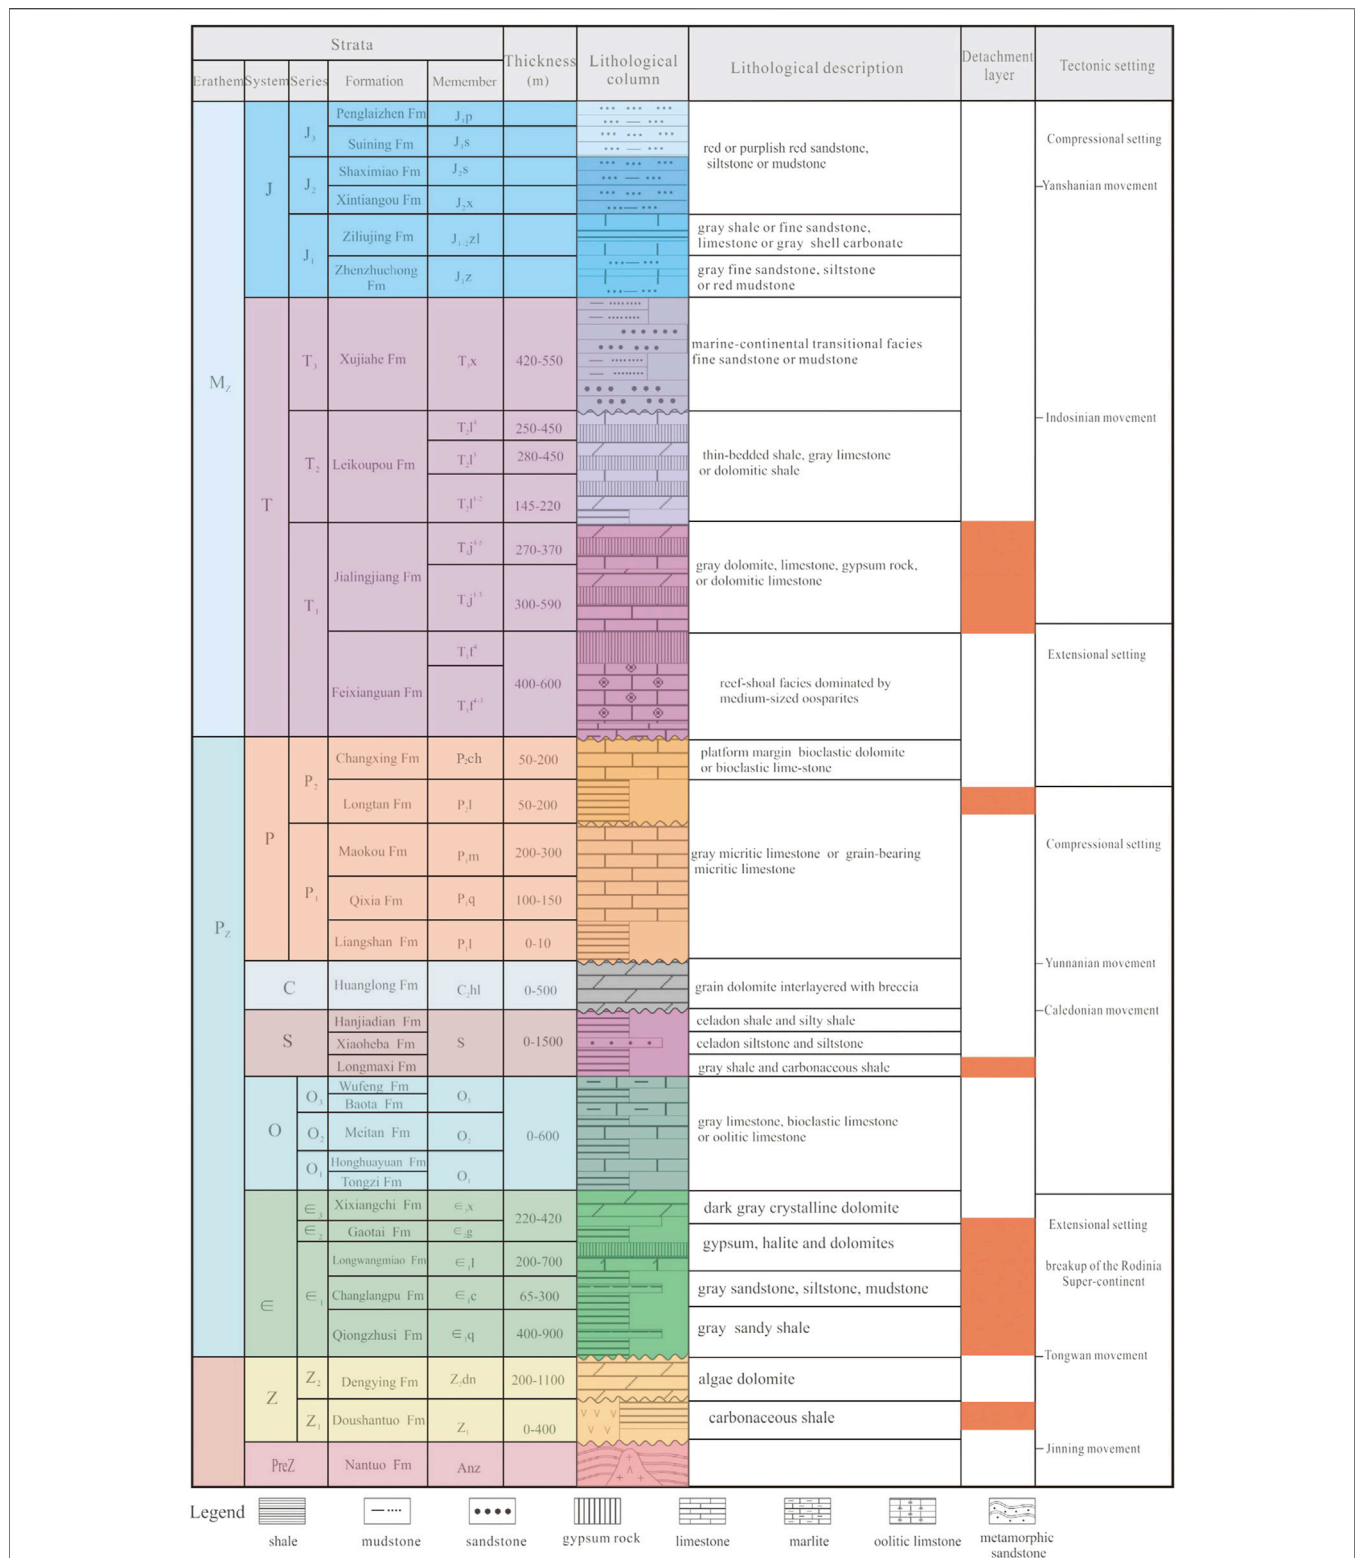 Strata
Thickness
(m)
Lithological
column
Lithological description
Detachment
layer
Tectonic setting
Erathem
System
Series
Formation
Memember
M_Z
J
J₃
Penglaizhen Fm
J₃p
red or purplish red sandstone,
siltstone or mudstone
Compressional setting
Suining Fm
J₃s
J₂
Shaximiao Fm
J₂s
Yanshanian movement
Xintiangou Fm
J₂x
J₁
Ziliujing Fm
J₁₋₂zl
gray shale or fine sandstone,
limestone or gray shell carbonate
Zhenzhuchong
Fm
J₁z
gray fine sandstone, siltstone
or red mudstone
T
T₃
Xujiahe Fm
T₃x
420-550
marine-continental transitional facies
fine sandstone or mudstone
Indosinian movement
T₂
Leikoupou Fm
T₂l⁴
250-450
thin-bedded shale, gray limestone
or dolomitic shale
T₂l³
280-450
T₂l¹⁻²
145-220
T₁
Jialingjiang Fm
T₁j⁴⁻⁵
270-370
gray dolomite, limestone, gypsum rock,
or dolomitic limestone
T₁j¹⁻³
300-590
Feixianguan Fm
T₁f⁴
400-600
reef-shoal facies dominated by
medium-sized oosparites
Extensional setting
P_Z
P
P₂
Changxing Fm
P₂ch
50-200
platform margin bioclastic dolomite
or bioclastic lime-stone
Longtan Fm
P₂l
50-200
gray micritic limestone or grain-bearing
micritic limestone
Compressional setting
P₁
Maokou Fm
P₁m
200-300
Qixia Fm
P₁q
100-150
Liangshan Fm
P₁l
0-10
Yunnanian movement
C
Huanglong Fm
C₂hl
0-500
grain dolomite interlayered with breccia
Caledonian movement
S
Hanjiadian Fm
S
0-1500
celadon shale and silty shale
Xiaoheba Fm
celadon siltstone and siltstone
Longmaxi Fm
gray shale and carbonaceous shale
O
O₃
Wufeng Fm
O₃
0-600
gray limestone, bioclastic limestone
or oolitic limestone
Baota Fm
O₂
Meitan Fm
O₂
O₁
Honghuayuan Fm
O₁
Tongzi Fm
∈
∈₃
Xixiangchi Fm
∈₃x
220-420
dark gray crystalline dolomite
Extensional setting
∈₂
Gaotai Fm
∈₂g
gypsum, halite and dolomites
∈₁
Longwangmiao Fm
∈₁l
200-700
breakup of the Rodinia
Super-continent
Changlangpu Fm
∈₁c
65-300
gray sandstone, siltstone, mudstone
Qiongzhusi Fm
∈₁q
400-900
gray sandy shale
Tongwan movement
Z
Z₂
Dengying Fm
Z₂dn
200-1100
algae dolomite
Z₁
Doushantuo Fm
Z₁
0-400
carbonaceous shale
PreZ
Nantuo Fm
Anz
Jinning movement
Legend
shale
mudstone
sandstone
gypsum rock
limestone
marlite
oolitic limstone
metamorphic
sandstone